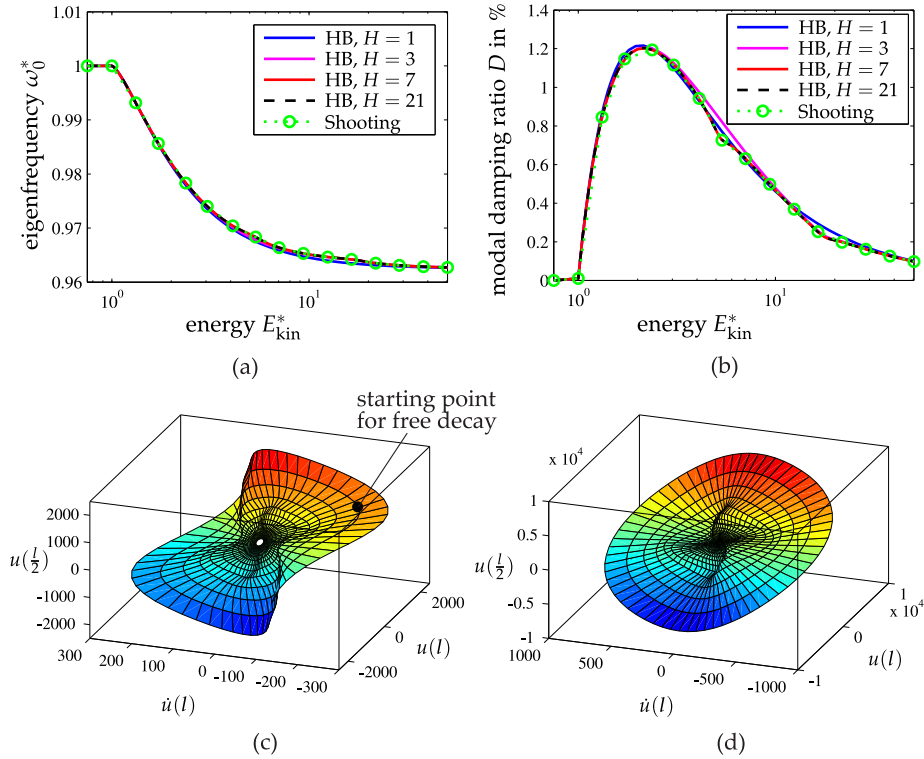 1
0.99
0.98
0.97
0.96
10^0
10^1
eigenfrequency ω*0
energy E*kin
HB, H = 1
HB, H = 3
HB, H = 7
HB, H = 21
Shooting
(a)
1.4
1.2
1.0
0.8
0.6
0.4
0.2
0
10^0
10^1
modal damping ratio D in %
energy E*kin
HB, H = 1
HB, H = 3
HB, H = 7
HB, H = 21
Shooting
(b)
starting point
for free decay
2000
1000
0
-1000
-2000
u(l/2)
300
200
100
0
-100
-200
-300
u̇(l)
-2000
0
2000
u(l)
(c)
x 10^4
1
0.5
0
-0.5
-1
u(l/2)
1000
500
0
-500
-1000
u̇(l)
-1
0
1
x 10^4
u(l)
(d)